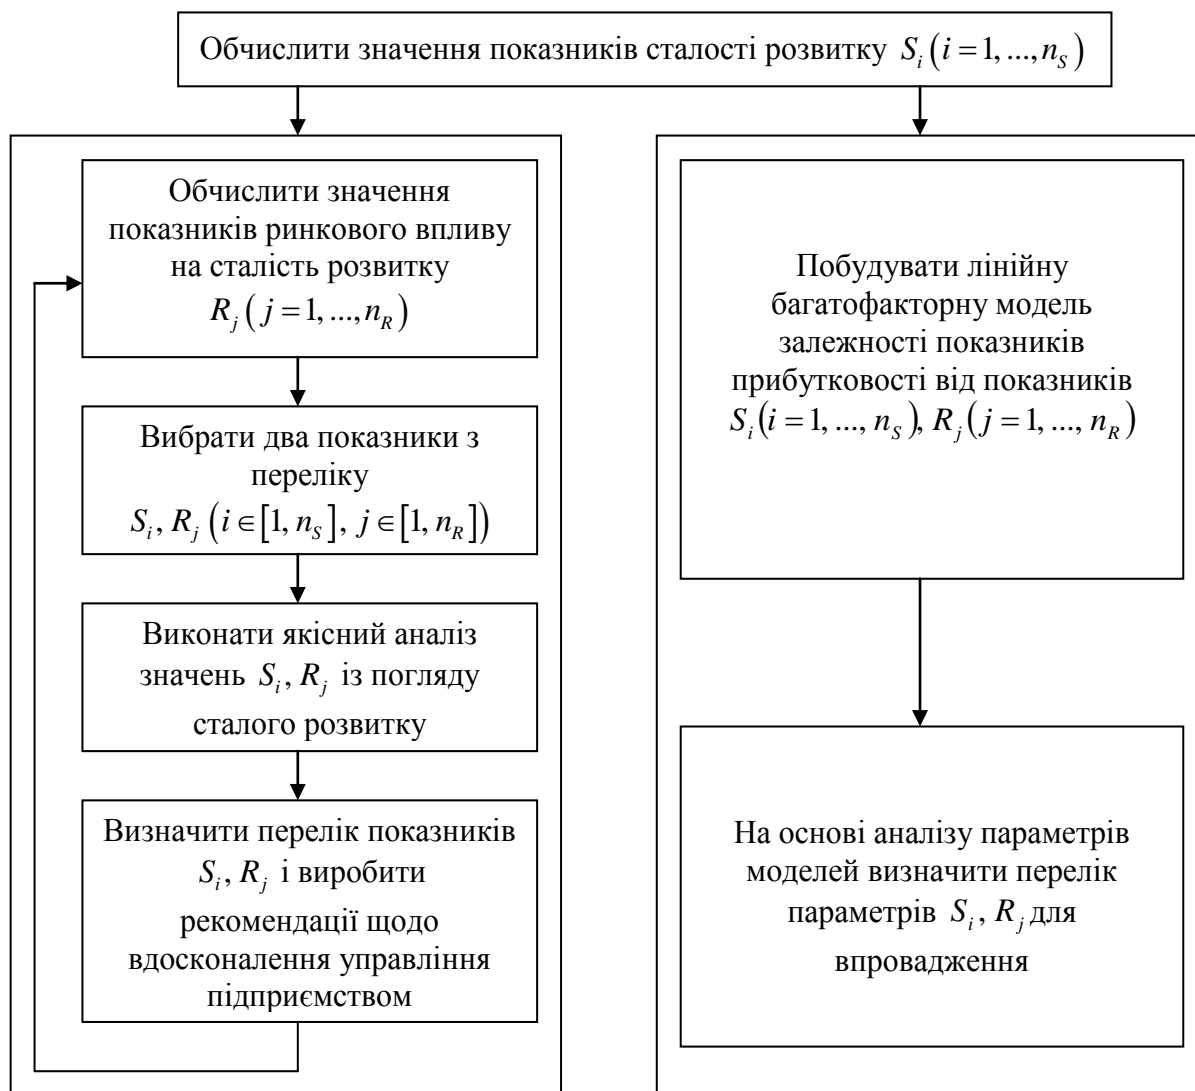 Обчислити значення показників сталості розвитку S_i (i = 1, ..., n_S)
Обчислити значення
показників ринкового впливу
на сталість розвитку
R_j (j = 1, ..., n_R)
Вибрати два показники з
переліку
S_i, R_j (i ∈ [1, n_S], j ∈ [1, n_R])
Виконати якісний аналіз
значень S_i, R_j із погляду
сталого розвитку
Визначити перелік показників
S_i, R_j і виробити
рекомендації щодо
вдосконалення управління
підприємством
Побудувати лінійну
багатофакторну модель
залежності показників
прибутковості від показників
S_i (i = 1, ..., n_S), R_j (j = 1, ..., n_R)
На основі аналізу параметрів
моделей визначити перелік
параметрів S_i, R_j для
впровадження